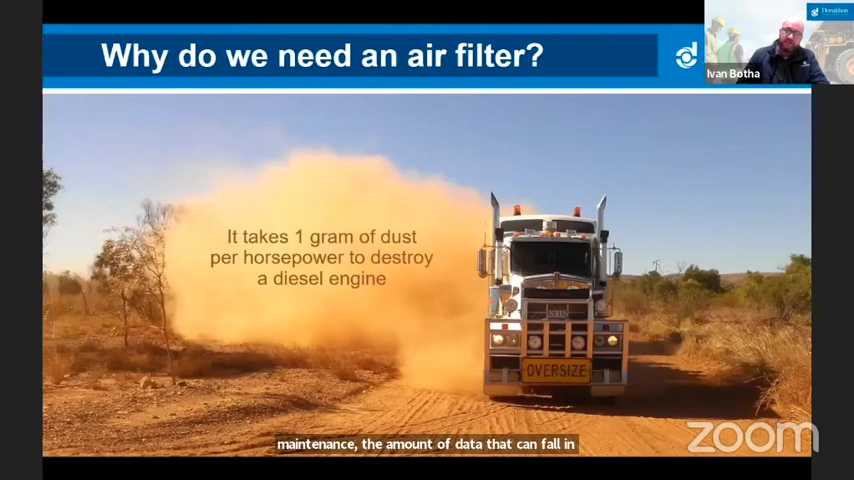 Why do we need an air filter?
Donaldson
Ivan Botha
It takes 1 gram of dust
per horsepower to destroy
a diesel engine
OVERSIZE
maintenance, the amount of data that can fall in
zoom